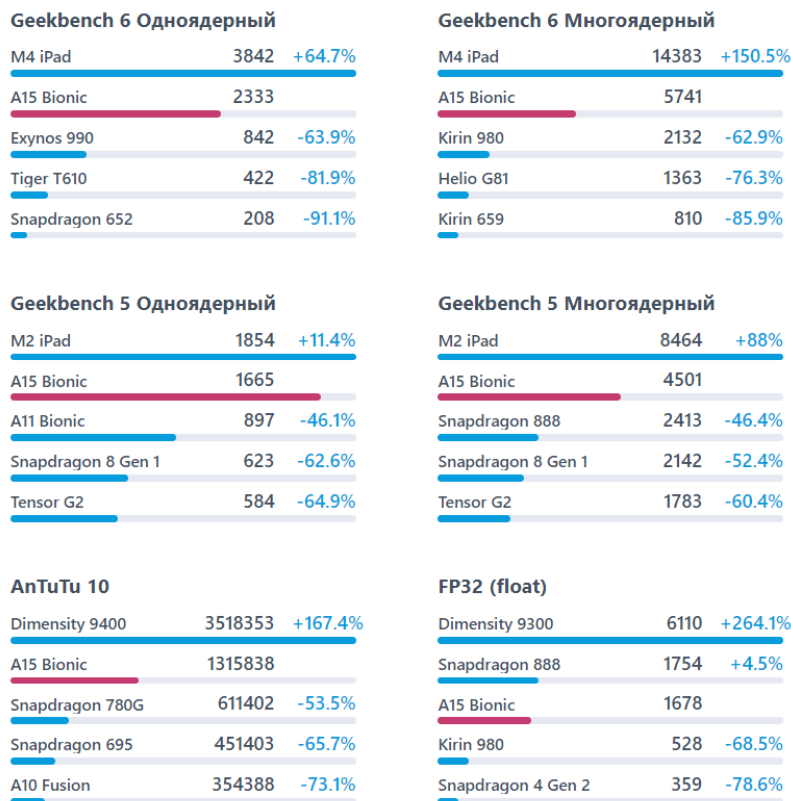 Geekbench 6 Одноядерный
M4 iPad 3842 +64.7%
A15 Bionic 2333
Exynos 990 842 -63.9%
Tiger T610 422 -81.9%
Snapdragon 652 208 -91.1%
Geekbench 6 Многоядерный
M4 iPad 14383 +150.5%
A15 Bionic 5741
Kirin 980 2132 -62.9%
Helio G81 1363 -76.3%
Kirin 659 810 -85.9%
Geekbench 5 Одноядерный
M2 iPad 1854 +11.4%
A15 Bionic 1665
A11 Bionic 897 -46.1%
Snapdragon 8 Gen 1 623 -62.6%
Tensor G2 584 -64.9%
Geekbench 5 Многоядерный
M2 iPad 8464 +88%
A15 Bionic 4501
Snapdragon 888 2413 -46.4%
Snapdragon 8 Gen 1 2142 -52.4%
Tensor G2 1783 -60.4%
AnTuTu 10
Dimensity 9400 3518353 +167.4%
A15 Bionic 1315838
Snapdragon 780G 611402 -53.5%
Snapdragon 695 451403 -65.7%
A10 Fusion 354388 -73.1%
FP32 (float)
Dimensity 9300 6110 +264.1%
Snapdragon 888 1754 +4.5%
A15 Bionic 1678
Kirin 980 528 -68.5%
Snapdragon 4 Gen 2 359 -78.6%